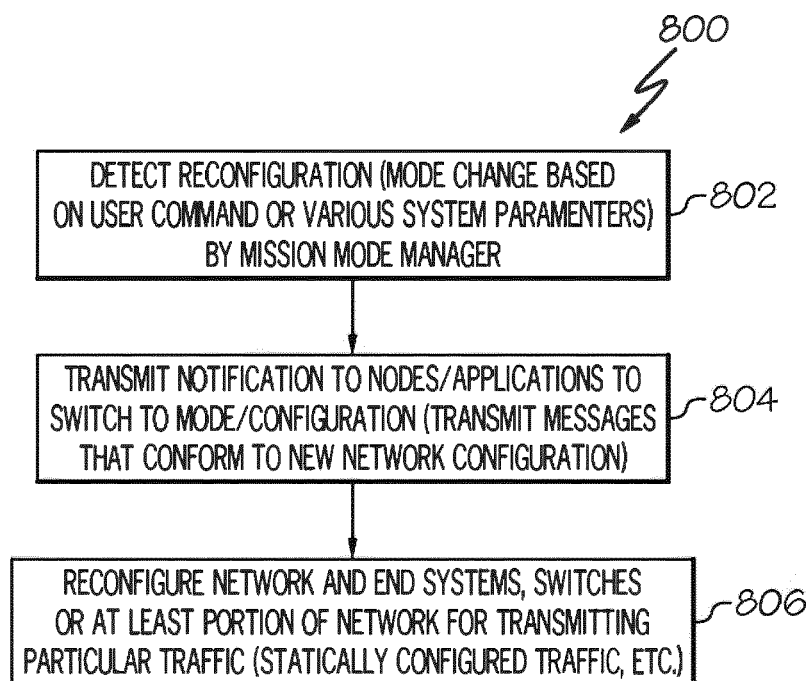 800
DETECT RECONFIGURATION (MODE CHANGE BASED
ON USER COMMAND OR VARIOUS SYSTEM PARAMENTERS)
BY MISSION MODE MANAGER
802
TRANSMIT NOTIFICATION TO NODES/APPLICATIONS TO
SWITCH TO MODE/CONFIGURATION (TRANSMIT MESSAGES
THAT CONFORM TO NEW NETWORK CONFIGURATION)
804
RECONFIGURE NETWORK AND END SYSTEMS, SWITCHES
OR AT LEAST PORTION OF NETWORK FOR TRANSMITTING
PARTICULAR TRAFFIC (STATICALLY CONFIGURED TRAFFIC, ETC.)
806